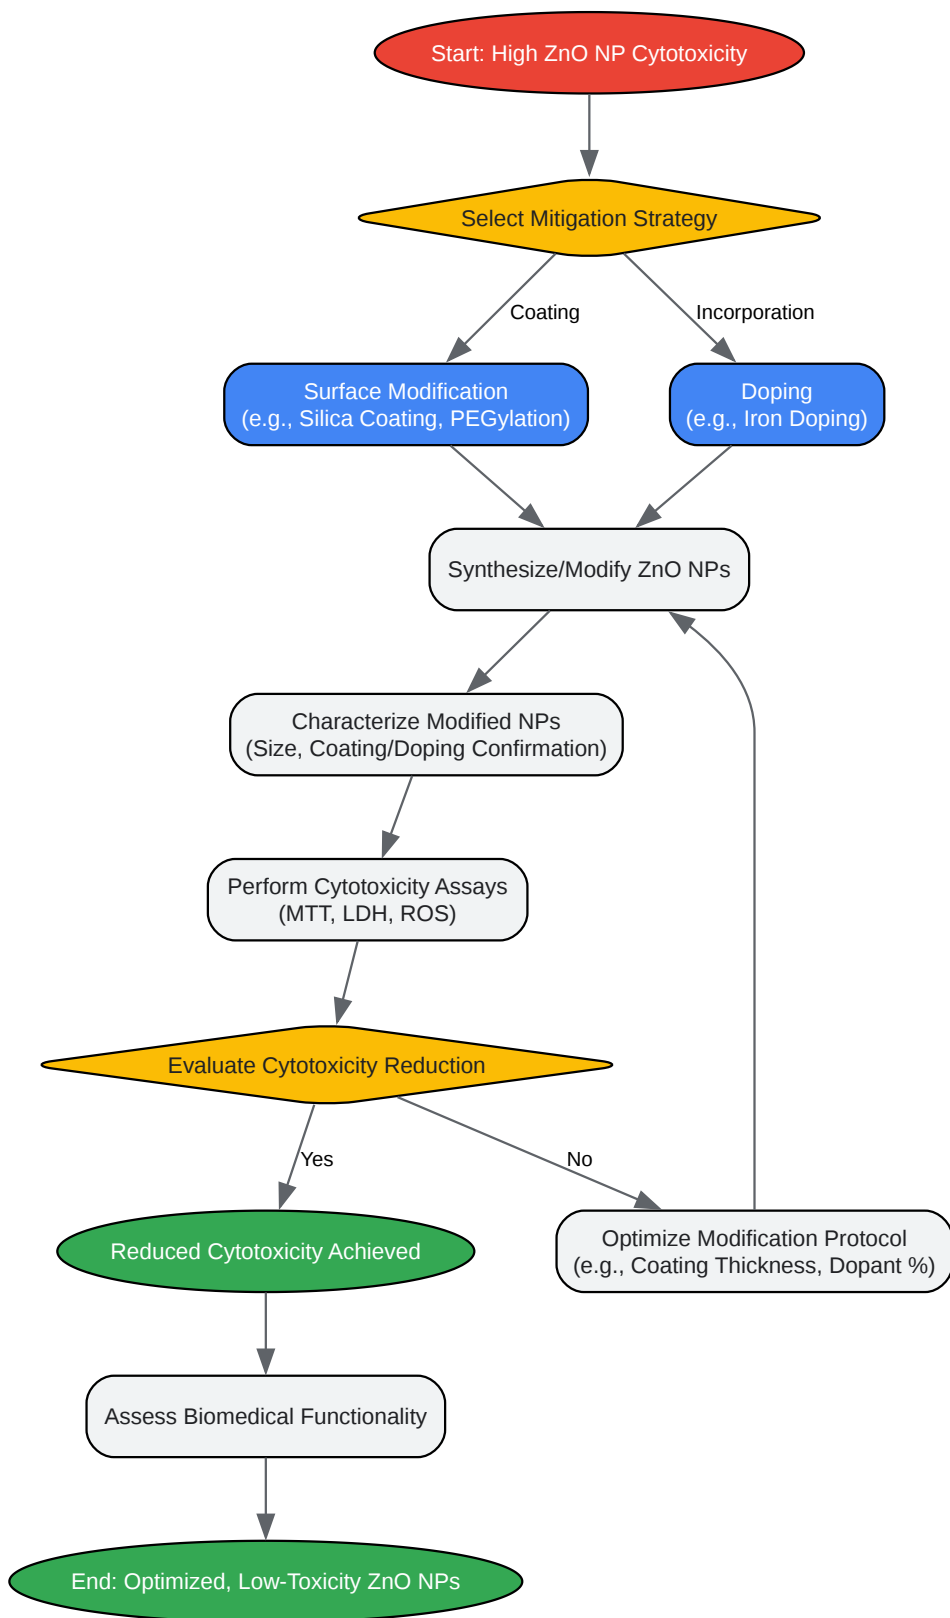 Start: High ZnO NP Cytotoxicity
Select Mitigation Strategy
Coating
Incorporation
Surface Modification
(e.g., Silica Coating, PEGylation)
Doping
(e.g., Iron Doping)
Synthesize/Modify ZnO NPs
Characterize Modified NPs
(Size, Coating/Doping Confirmation)
Perform Cytotoxicity Assays
(MTT, LDH, ROS)
Evaluate Cytotoxicity Reduction
Yes
No
Reduced Cytotoxicity Achieved
Optimize Modification Protocol
(e.g., Coating Thickness, Dopant %)
Assess Biomedical Functionality
End: Optimized, Low-Toxicity ZnO NPs